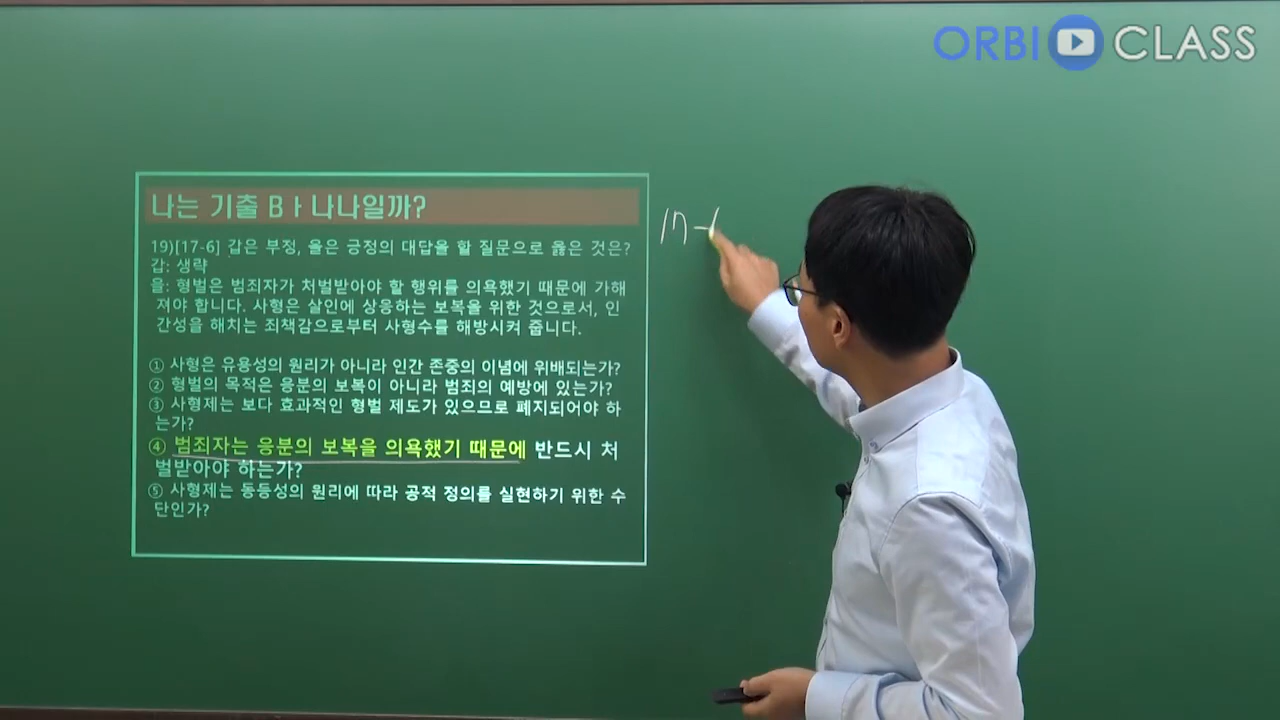 ORBI CLASS
나는 기출 Bㅏ나나일까?
19)[17-6] 갑은 부정, 을은 긍정의 대답을 할 질문으로 옳은 것은?
갑: 생략
을: 형벌은 범죄자가 처벌받아야 할 행위를 의욕했기 때문에 가해
져야 합니다. 사형은 살인에 상응하는 보복을 위한 것으로서, 인
간성을 해치는 죄책감으로부터 사형수를 해방시켜 줍니다.
① 사형은 유용성의 원리가 아니라 인간 존중의 이념에 위배되는가?
② 형벌의 목적은 응분의 보복이 아니라 범죄의 예방에 있는가?
③ 사형제는 보다 효과적인 형벌 제도가 있으므로 폐지되어야 하
는가?
④ 범죄자는 응분의 보복을 의욕했기 때문에 반드시 처
벌받아야 하는가?
⑤ 사형제는 동등성의 원리에 따라 공적 정의를 실현하기 위한 수
단인가?
17-